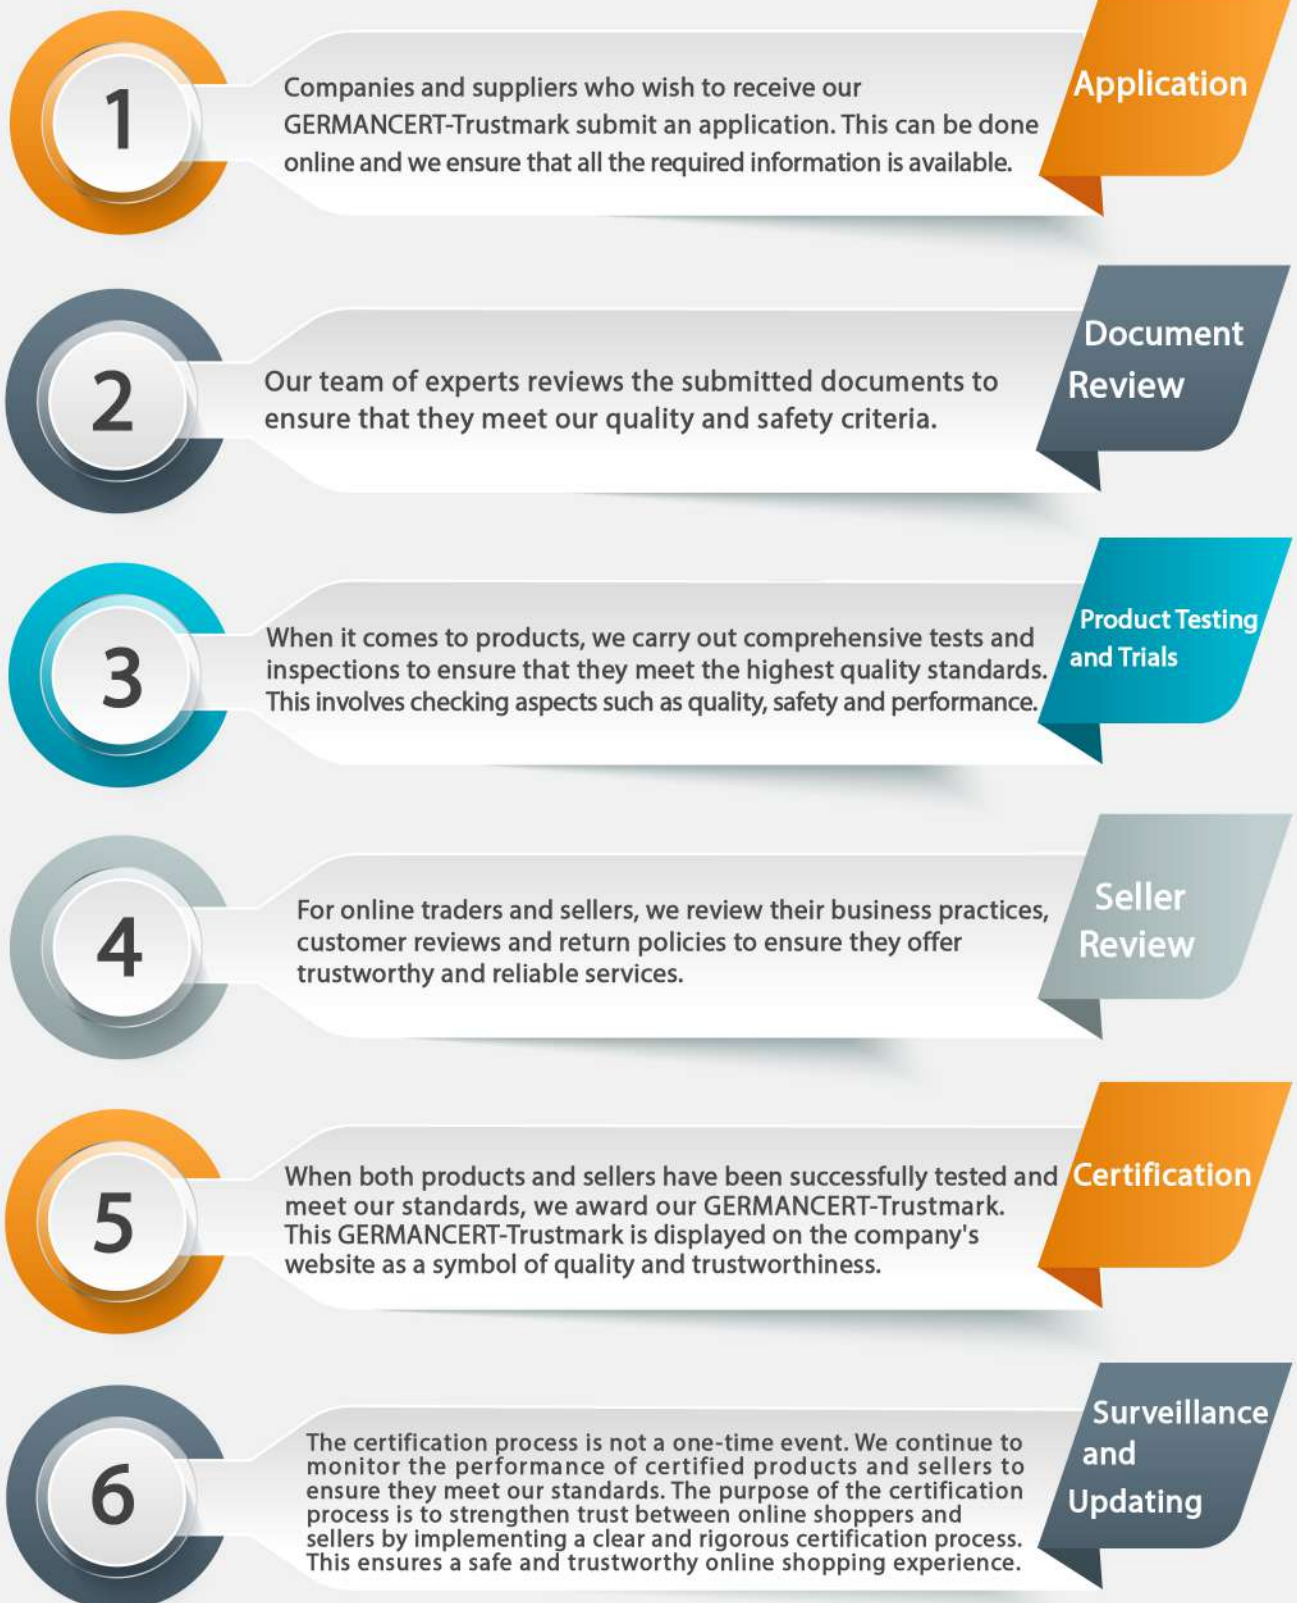 1
Companies and suppliers who wish to receive our
GERMANCERT-Trustmark submit an application. This can be done
online and we ensure that all the required information is available.
Application
2
Our team of experts reviews the submitted documents to
ensure that they meet our quality and safety criteria.
Document
Review
3
When it comes to products, we carry out comprehensive tests and
inspections to ensure that they meet the highest quality standards.
This involves checking aspects such as quality, safety and performance.
Product Testing
and Trials
4
For online traders and sellers, we review their business practices,
customer reviews and return policies to ensure they offer
trustworthy and reliable services.
Seller
Review
5
When both products and sellers have been successfully tested and
meet our standards, we award our GERMANCERT-Trustmark.
This GERMANCERT-Trustmark is displayed on the company's
website as a symbol of quality and trustworthiness.
Certification
6
The certification process is not a one-time event. We continue to
monitor the performance of certified products and sellers to
ensure they meet our standards. The purpose of the certification
process is to strengthen trust between online shoppers and
sellers by implementing a clear and rigorous certification process.
This ensures a safe and trustworthy online shopping experience.
Surveillance
and
Updating